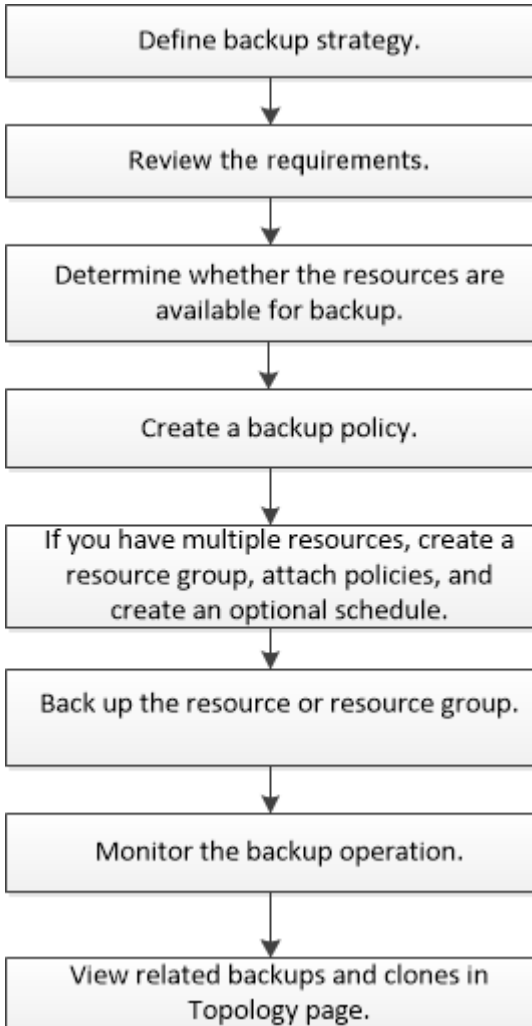 Define backup strategy.
Review the requirements.
Determine whether the resources are
available for backup.
Create a backup policy.
If you have multiple resources, create a
resource group, attach policies, and
create an optional schedule.
Back up the resource or resource group.
Monitor the backup operation.
View related backups and clones in
Topology page.